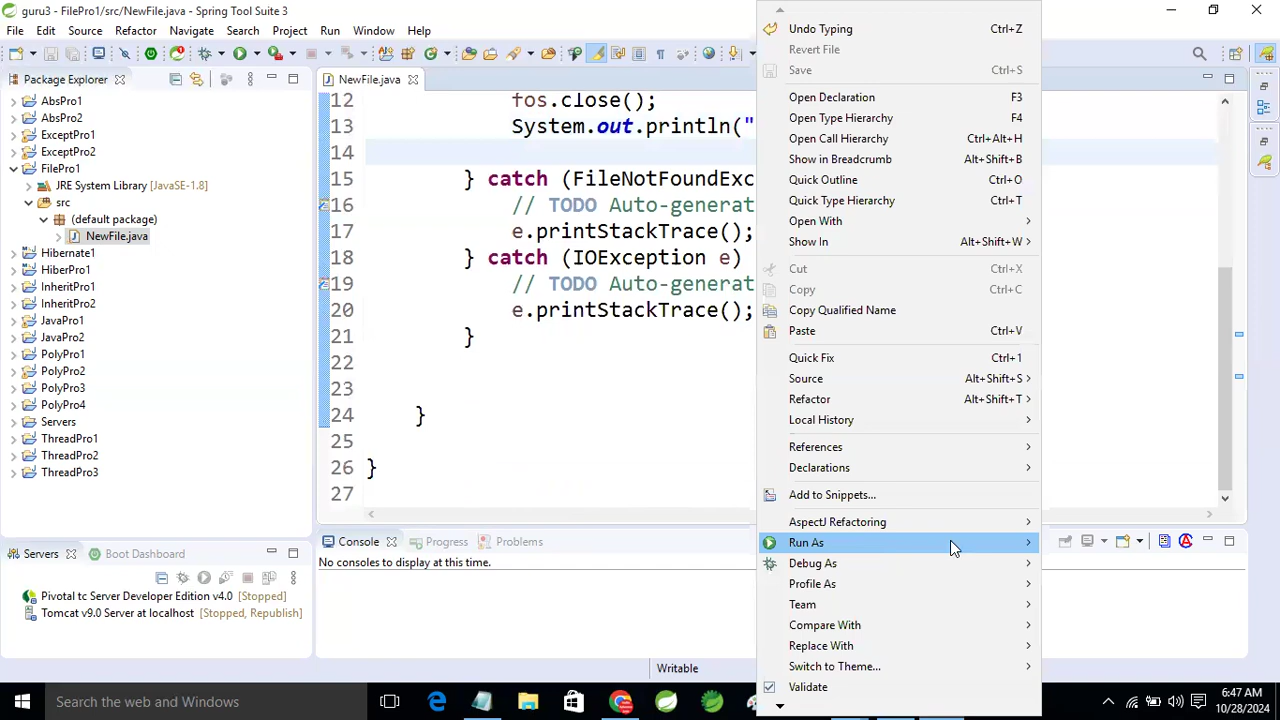 guru3 - FilePro1/src/NewFile.java - Spring Tool Suite 3
File Edit Source Refactor Navigate Search Project Run Window Help
Package Explorer
AbsPro1
AbsPro2
ExceptPro1
ExceptPro2
FilePro1
JRE System Library [JavaSE-1.8]
src
(default package)
NewFile.java
Hibernate1
HiberPro1
InheritPro1
InheritPro2
JavaPro1
JavaPro2
PolyPro1
PolyPro2
PolyPro3
PolyPro4
Servers
ThreadPro1
ThreadPro2
ThreadPro3
NewFile.java
12 fos.close();
13 System.out.println("
14
15 } catch (FileNotFoundExc
16 // TODO Auto-generat
17 e.printStackTrace();
18 } catch (IOException e)
19 // TODO Auto-generat
20 e.printStackTrace();
21 }
22
23
24 }
25
26 }
27
Undo Typing Ctrl+Z
Revert File
Save Ctrl+S
Open Declaration F3
Open Type Hierarchy F4
Open Call Hierarchy Ctrl+Alt+H
Show in Breadcrumb Alt+Shift+B
Quick Outline Ctrl+O
Quick Type Hierarchy Ctrl+T
Open With
Show In Alt+Shift+W
Cut Ctrl+X
Copy Ctrl+C
Copy Qualified Name
Paste Ctrl+V
Quick Fix Ctrl+1
Source Alt+Shift+S
Refactor Alt+Shift+T
Local History
References
Declarations
Add to Snippets...
AspectJ Refactoring
Run As
Debug As
Profile As
Team
Compare With
Replace With
Switch to Theme...
Validate
Servers Boot Dashboard
Pivotal tc Server Developer Edition v4.0 [Stopped]
Tomcat v9.0 Server at localhost [Stopped, Republish]
Console Progress Problems
No consoles to display at this time.
Writable
Search the web and Windows
6:47 AM
10/28/2024